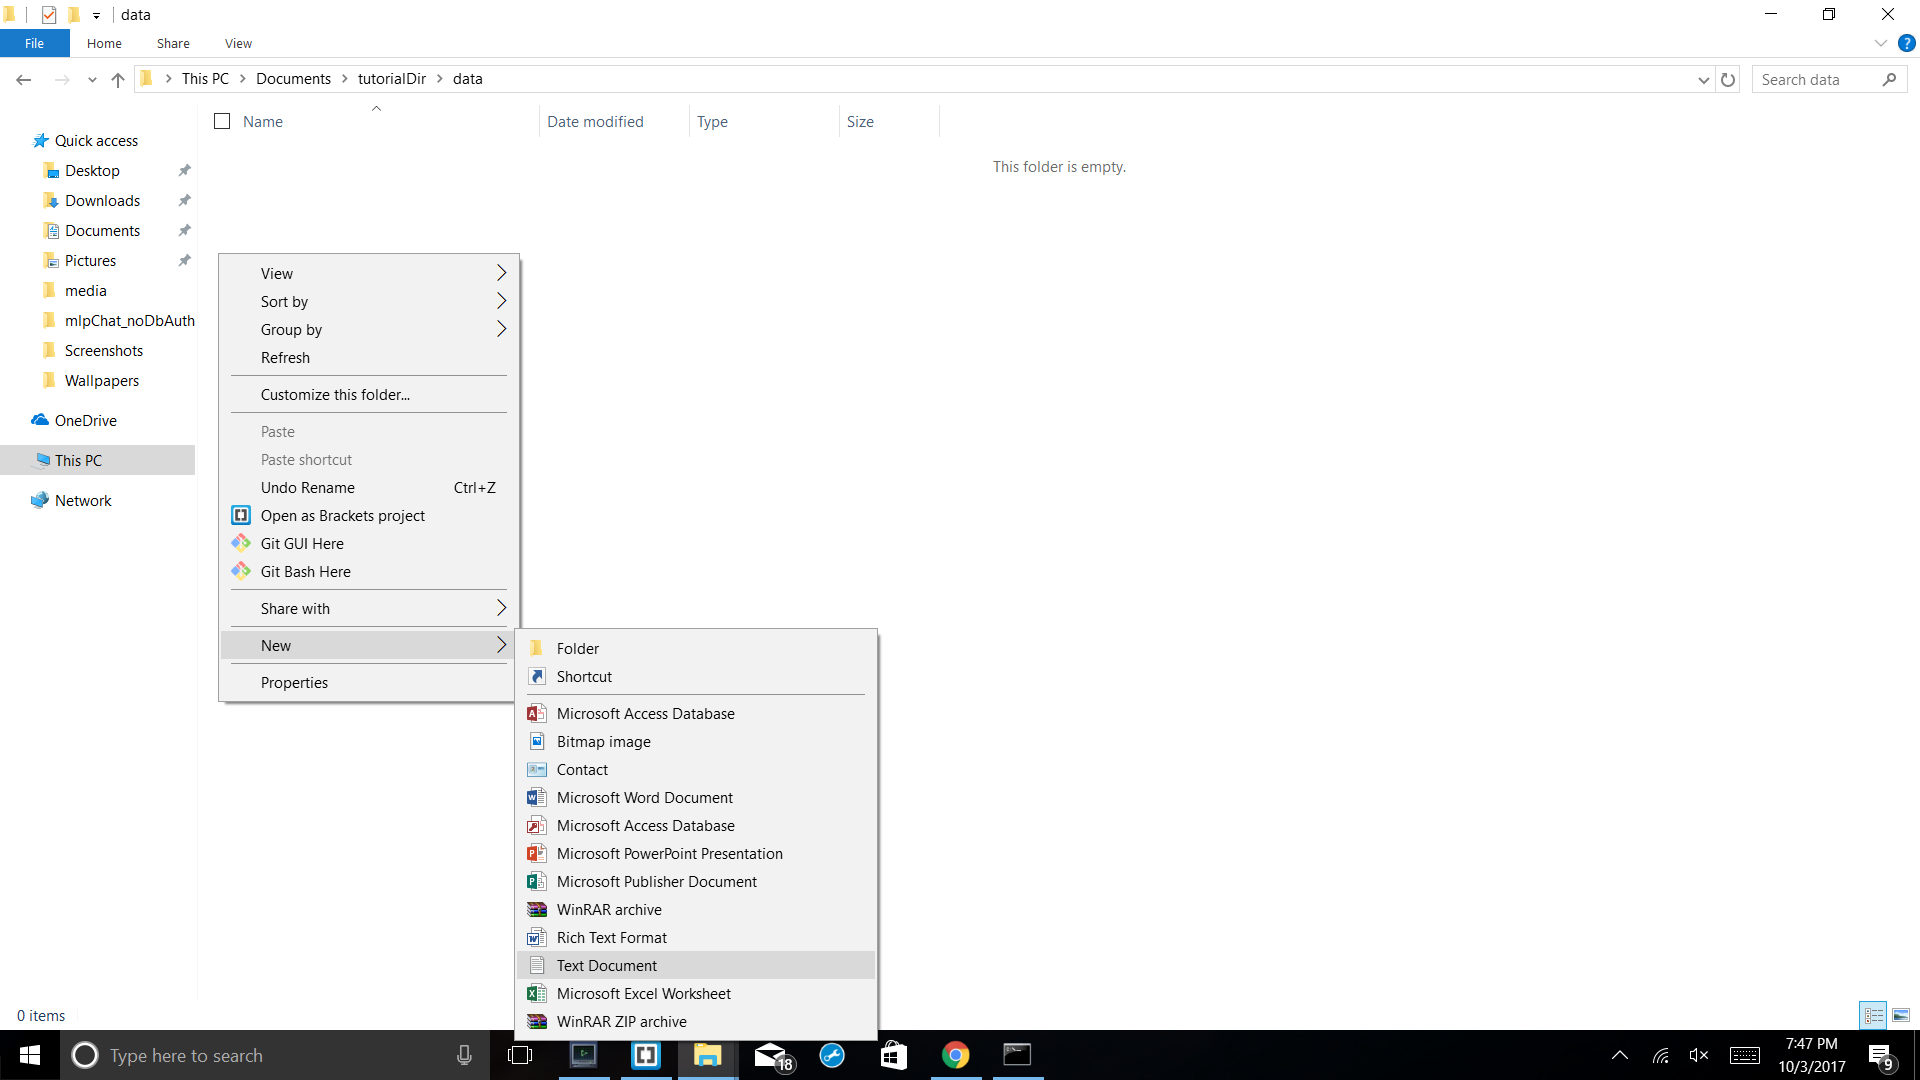 data
File Home Share View
This PC Documents tutorialDir data
Search data
Name Date modified Type Size
This folder is empty.
Quick access
Desktop
Downloads
Documents
Pictures
media
mlpChat_noDbAuth
Screenshots
Wallpapers
OneDrive
This PC
Network
View
Sort by
Group by
Refresh
Customize this folder...
Paste
Paste shortcut
Undo Rename Ctrl+Z
Open as Brackets project
Git GUI Here
Git Bash Here
Share with
New
Properties
Folder
Shortcut
Microsoft Access Database
Bitmap image
Contact
Microsoft Word Document
Microsoft Access Database
Microsoft PowerPoint Presentation
Microsoft Publisher Document
WinRAR archive
Rich Text Format
Text Document
Microsoft Excel Worksheet
WinRAR ZIP archive
0 items
Type here to search
18
7:47 PM
10/3/2017
9